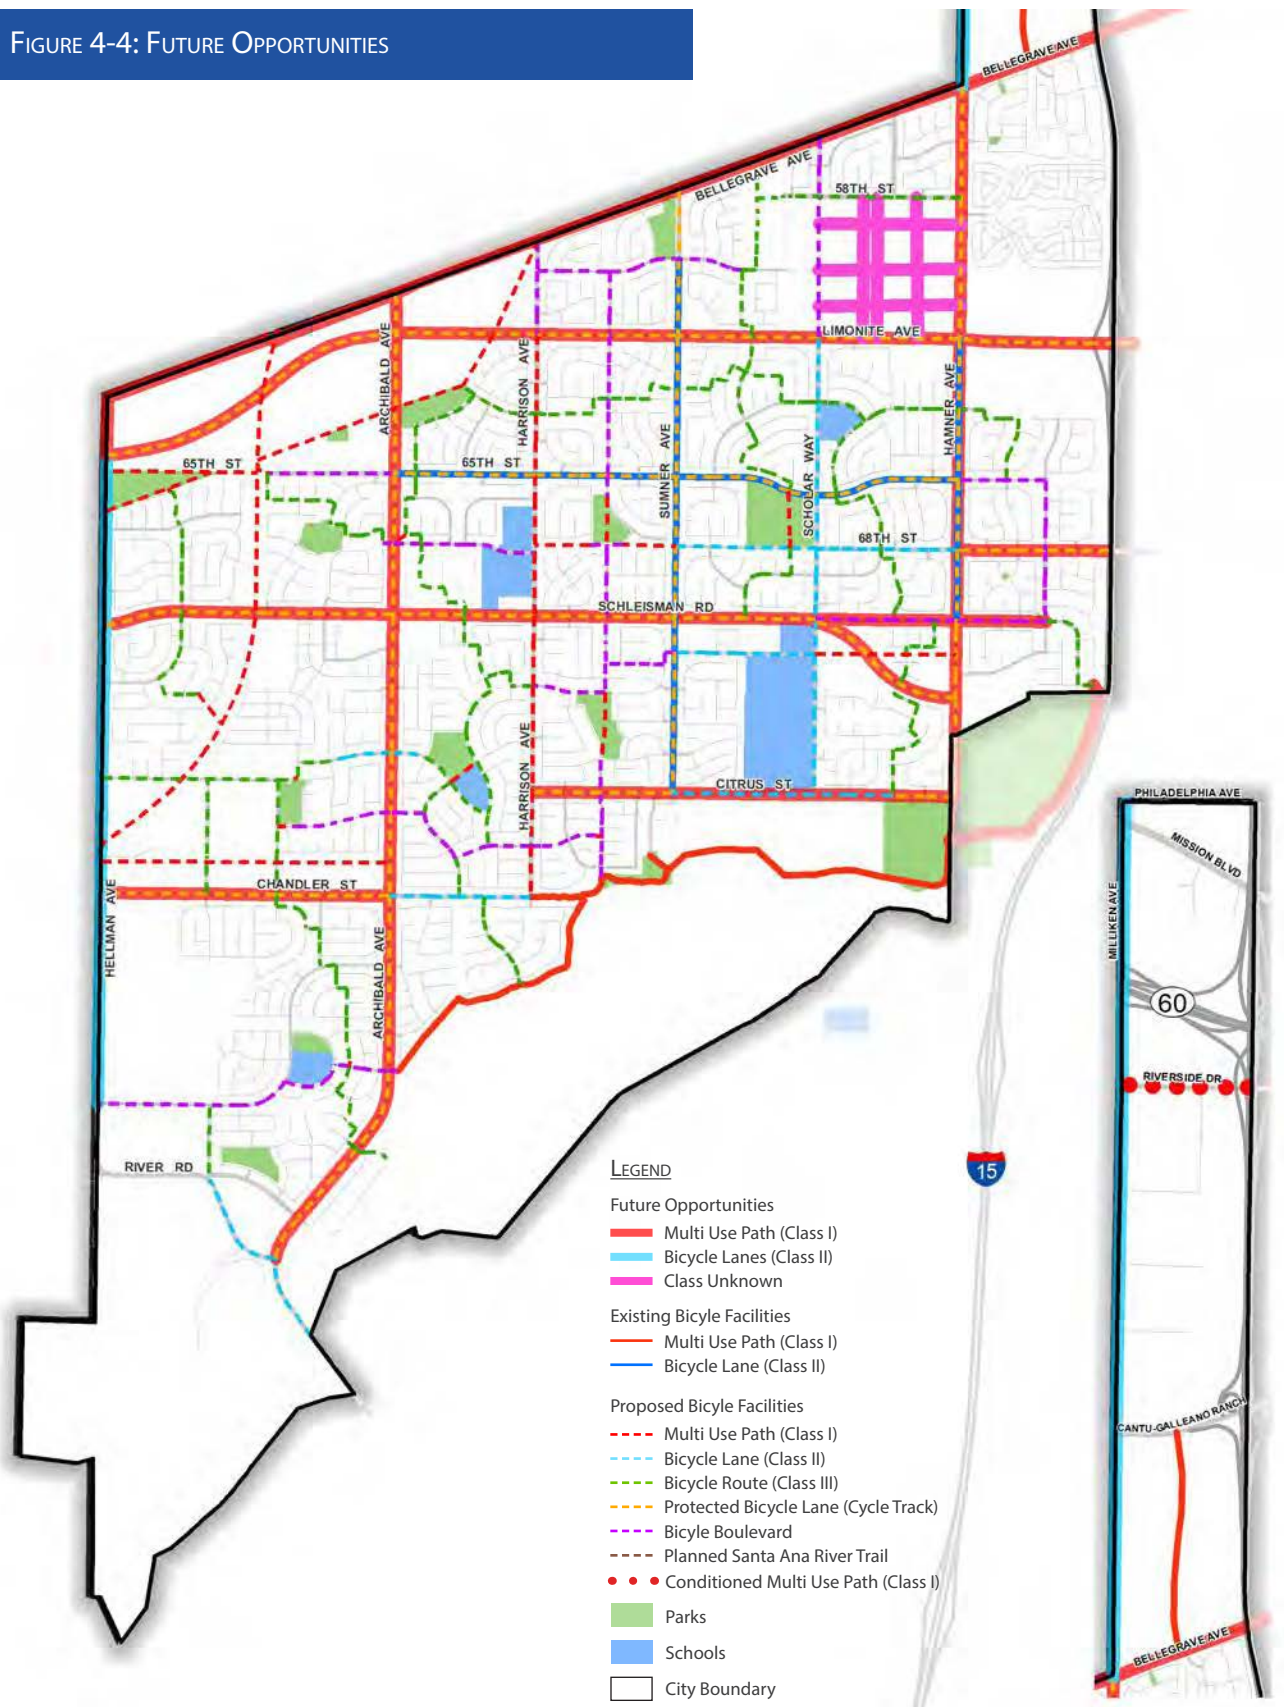 FIGURE 4-4: FUTURE OPPORTUNITIES
BELLEGRAVE AVE
BELLEGRAVE AVE
58TH ST
LIMONITE AVE
ARCHIBALD AVE
HARRISON AVE
HAMNER AVE
SUMNER AVE
SCHOLAR WAY
65TH ST
65TH ST
68TH ST
SCHLEISMAN RD
HARRISON AVE
CITRUS ST
CHANDLER ST
HELLMAN AVE
ARCHIBALD AVE
RIVER RD
PHILADELPHIA AVE
MISSION BLVD
MILLIKEN AVE
60
RIVERSIDE DR
15
CANTU-GALLEANO RANCH
BELLEGRAVE AVE
LEGEND
Future Opportunities
Multi Use Path (Class I)
Bicycle Lanes (Class II)
Class Unknown
Existing Bicyle Facilities
Multi Use Path (Class I)
Bicycle Lane (Class II)
Proposed Bicyle Facilities
Multi Use Path (Class I)
Bicycle Lane (Class II)
Bicycle Route (Class III)
Protected Bicycle Lane (Cycle Track)
Bicyle Boulevard
Planned Santa Ana River Trail
Conditioned Multi Use Path (Class I)
Parks
Schools
City Boundary